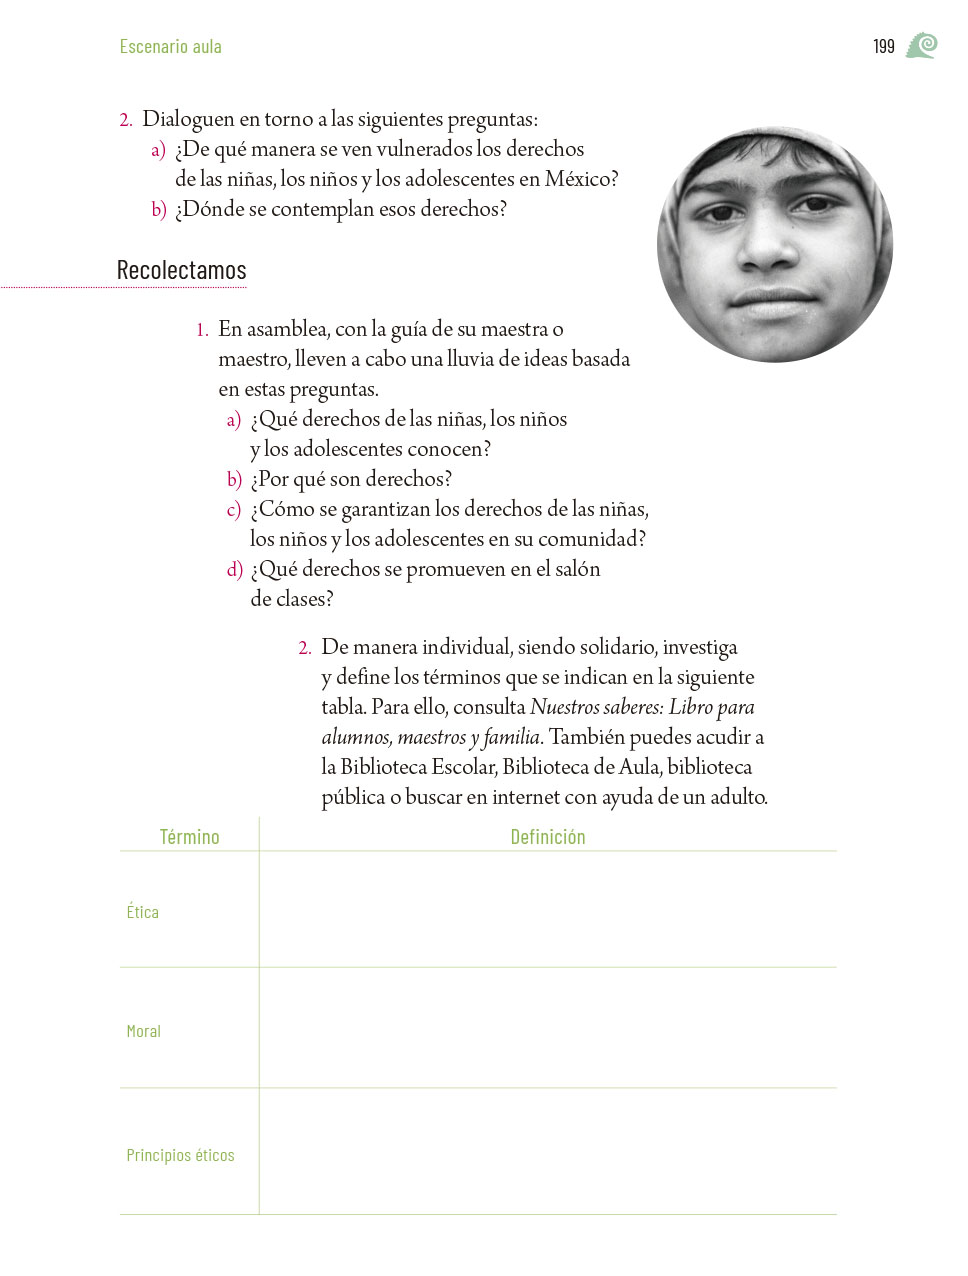 Escenario aula
199
2. Dialoguen en torno a las siguientes preguntas:
a) ¿De qué manera se ven vulnerados los derechos
de las niñas, los niños y los adolescentes en México?
b) ¿Dónde se contemplan esos derechos?
Recolectamos
1. En asamblea, con la guía de su maestra o
maestro, lleven a cabo una lluvia de ideas basada
en estas preguntas.
a) ¿Qué derechos de las niñas, los niños
y los adolescentes conocen?
b) ¿Por qué son derechos?
c) ¿Cómo se garantizan los derechos de las niñas,
los niños y los adolescentes en su comunidad?
d) ¿Qué derechos se promueven en el salón
de clases?
2. De manera individual, siendo solidario, investiga
y define los términos que se indican en la siguiente
tabla. Para ello, consulta Nuestros saberes: Libro para
alumnos, maestros y familia. También puedes acudir a
la Biblioteca Escolar, Biblioteca de Aula, biblioteca
pública o buscar en internet con ayuda de un adulto.
Término
Definición
Ética
Moral
Principios éticos